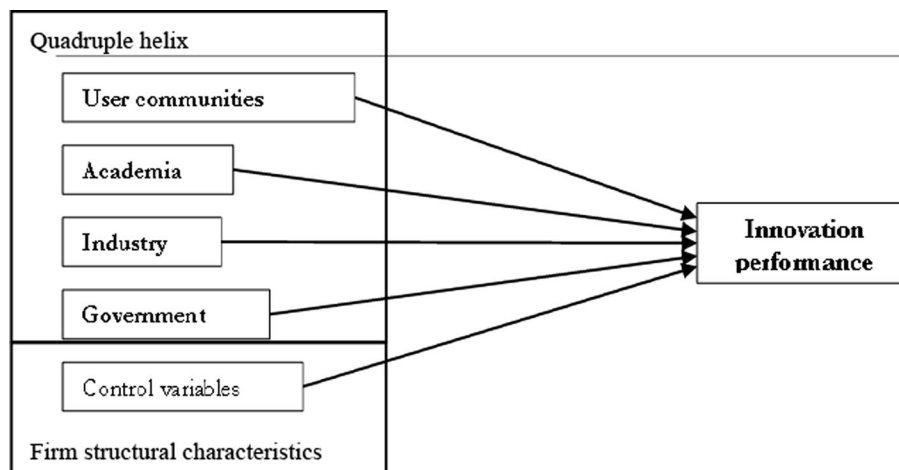 Quadruple helix
User communities
Academia
Industry
Government
Control variables
Firm structural characteristics
Innovation
performance